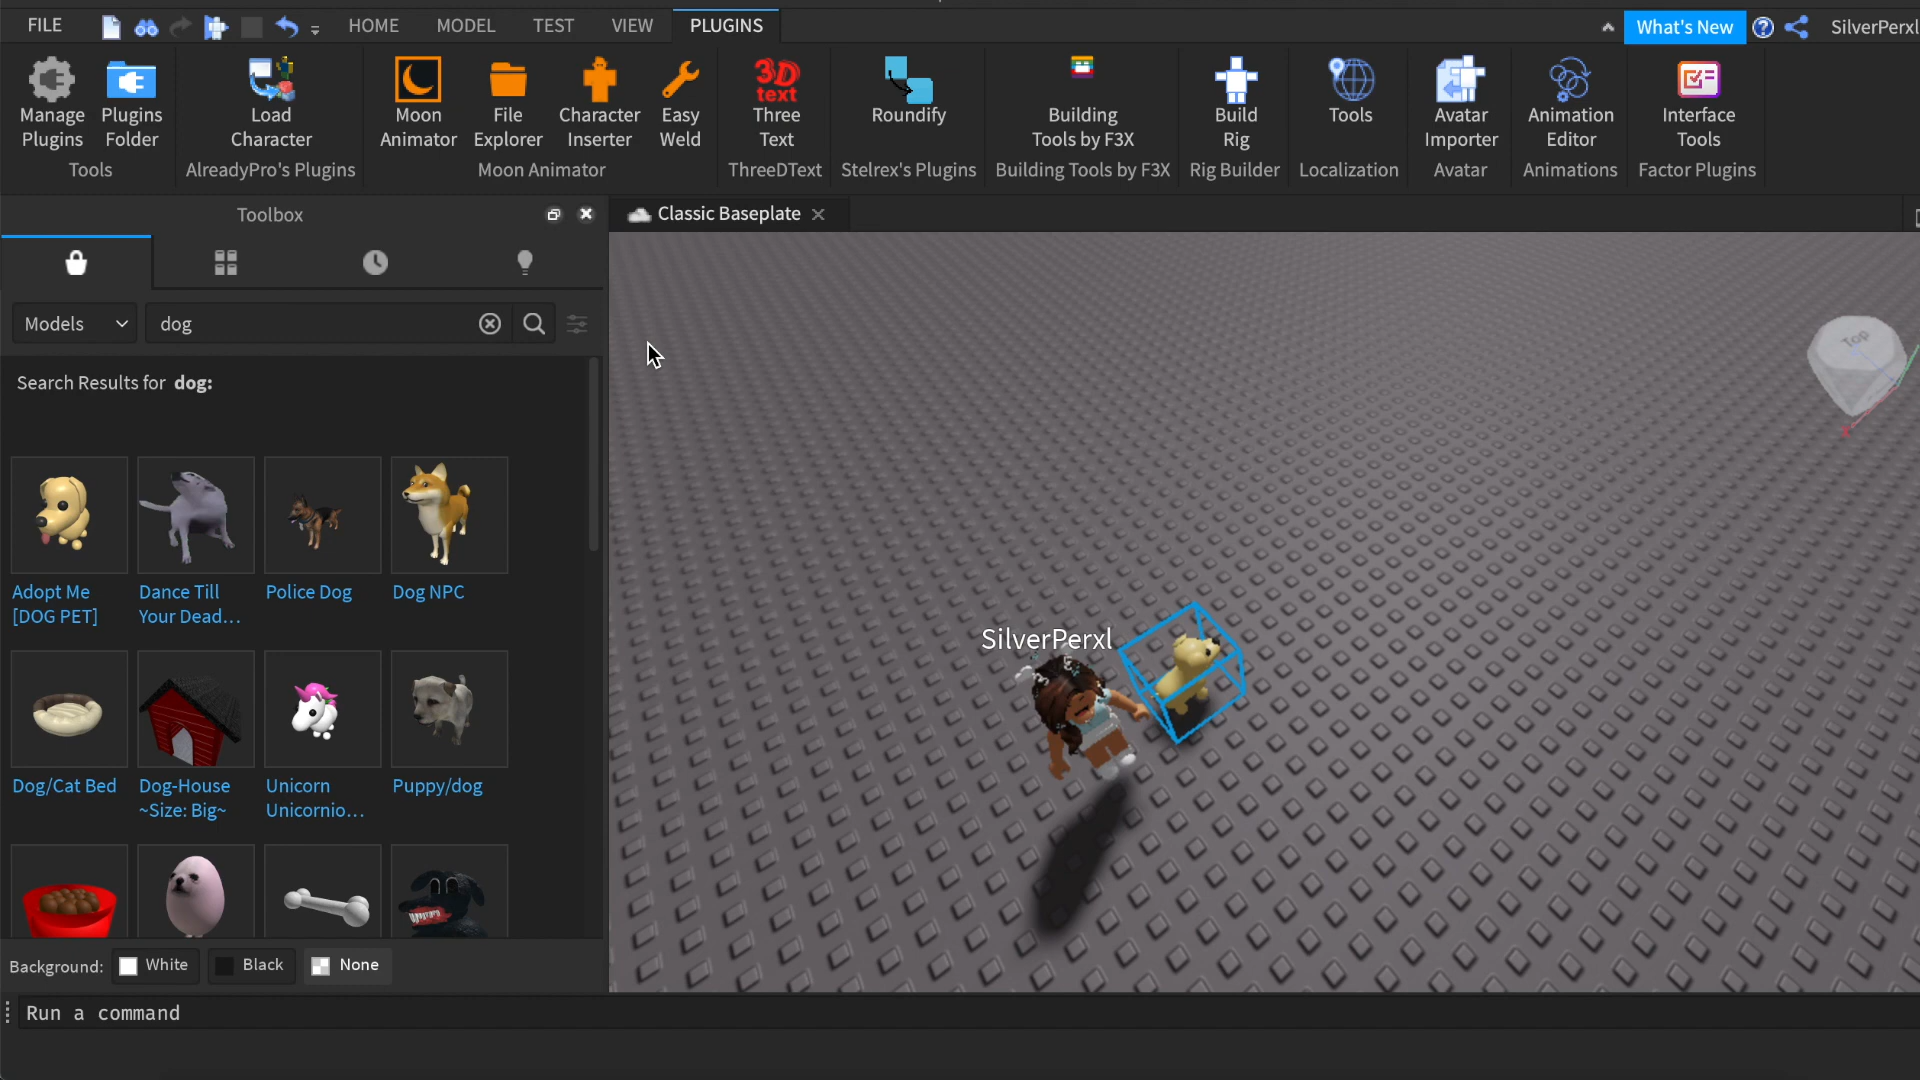 FILE HOME MODEL TEST VIEW PLUGINS What's New SilverPerxl
Manage Plugins
Plugins Folder
Load Character
Moon Animator
File Explorer
Character Inserter
Easy Weld
3D text
Three Text
Roundify
Building Tools by F3X
Build Rig
Tools
Avatar Importer
Animation Editor
Interface Tools
Tools AlreadyPro's Plugins Moon Animator ThreeDText Stelrex's Plugins Building Tools by F3X Rig Builder Localization Avatar Animations Factor Plugins
Toolbox
Classic Baseplate
Models dog
Search Results for dog:
Adopt Me
[DOG PET]
Dance Till
Your Dead...
Police Dog
Dog NPC
Dog/Cat Bed
Dog-House
~Size: Big~
Unicorn
Unicornio...
Puppy/dog
Background: White Black None
Run a command
Top
SilverPerxl